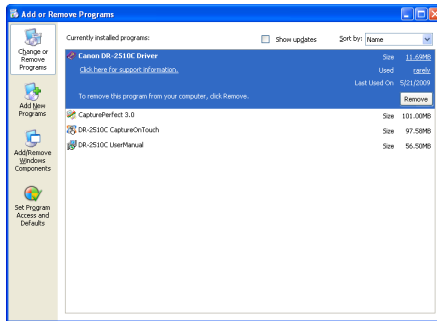 Add or Remove Programs
Change or
Remove
Programs
Add New
Programs
Add/Remove
Windows
Components
Set Program
Access and
Defaults
Currently installed programs:
Show updates
Sort by: Name
Canon DR-2510C Driver Size 11.69MB
Click here for support information. Used rarely
Last Used On 5/21/2009
To remove this program from your computer, click Remove. Remove
CapturePerfect 3.0 Size 101.00MB
DR-2510C CaptureOnTouch Size 97.58MB
DR-2510C UserManual Size 56.50MB